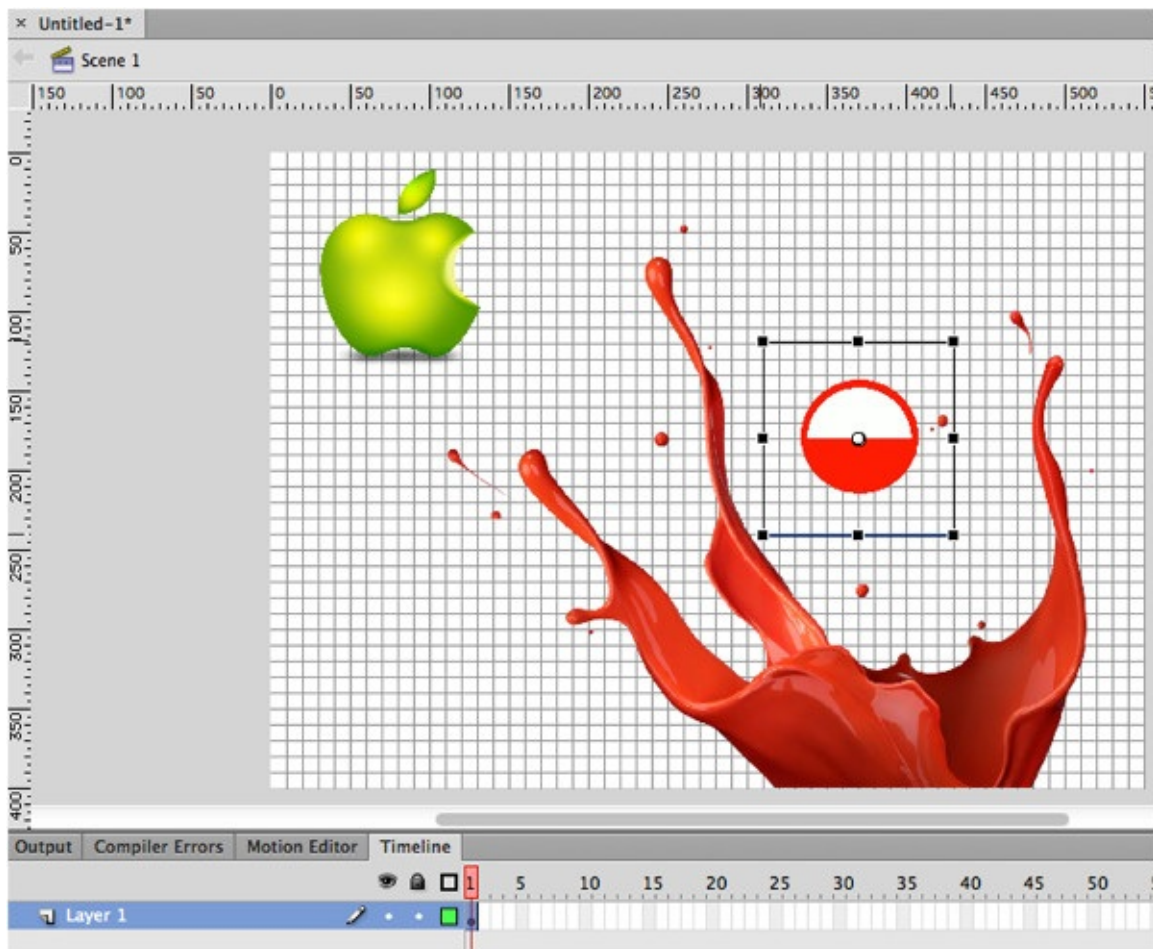 × Untitled-1*
Scene 1
150 100 50 0 50 100 150 200 250 300 350 400 450 500
0
50
100
150
200
250
300
350
400
Output Compiler Errors Motion Editor Timeline
1 5 10 15 20 25 30 35 40 45 50
Layer 1